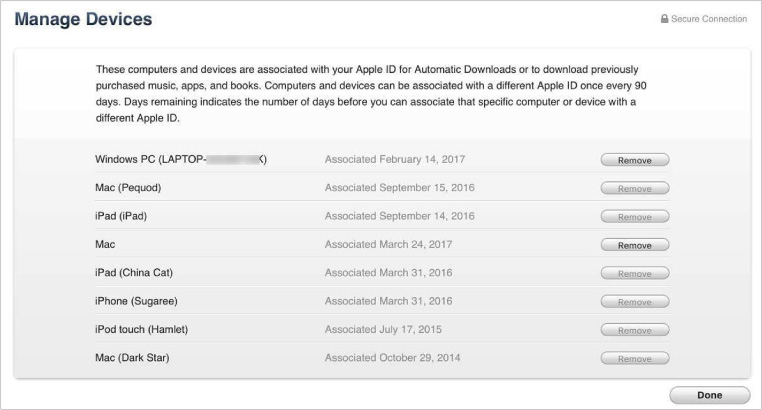 Manage Devices
Secure Connection
These computers and devices are associated with your Apple ID for Automatic Downloads or to download previously
purchased music, apps, and books. Computers and devices can be associated with a different Apple ID once every 90
days. Days remaining indicates the number of days before you can associate that specific computer or device with a
different Apple ID.
Windows PC (LAPTOP- K) Associated February 14, 2017 Remove
Mac (Pequod) Associated September 15, 2016 Remove
iPad (iPad) Associated September 14, 2016 Remove
Mac Associated March 24, 2017 Remove
iPad (China Cat) Associated March 31, 2016 Remove
iPhone (Sugaree) Associated March 31, 2016 Remove
iPod touch (Hamlet) Associated July 17, 2015 Remove
Mac (Dark Star) Associated October 29, 2014 Remove
Done